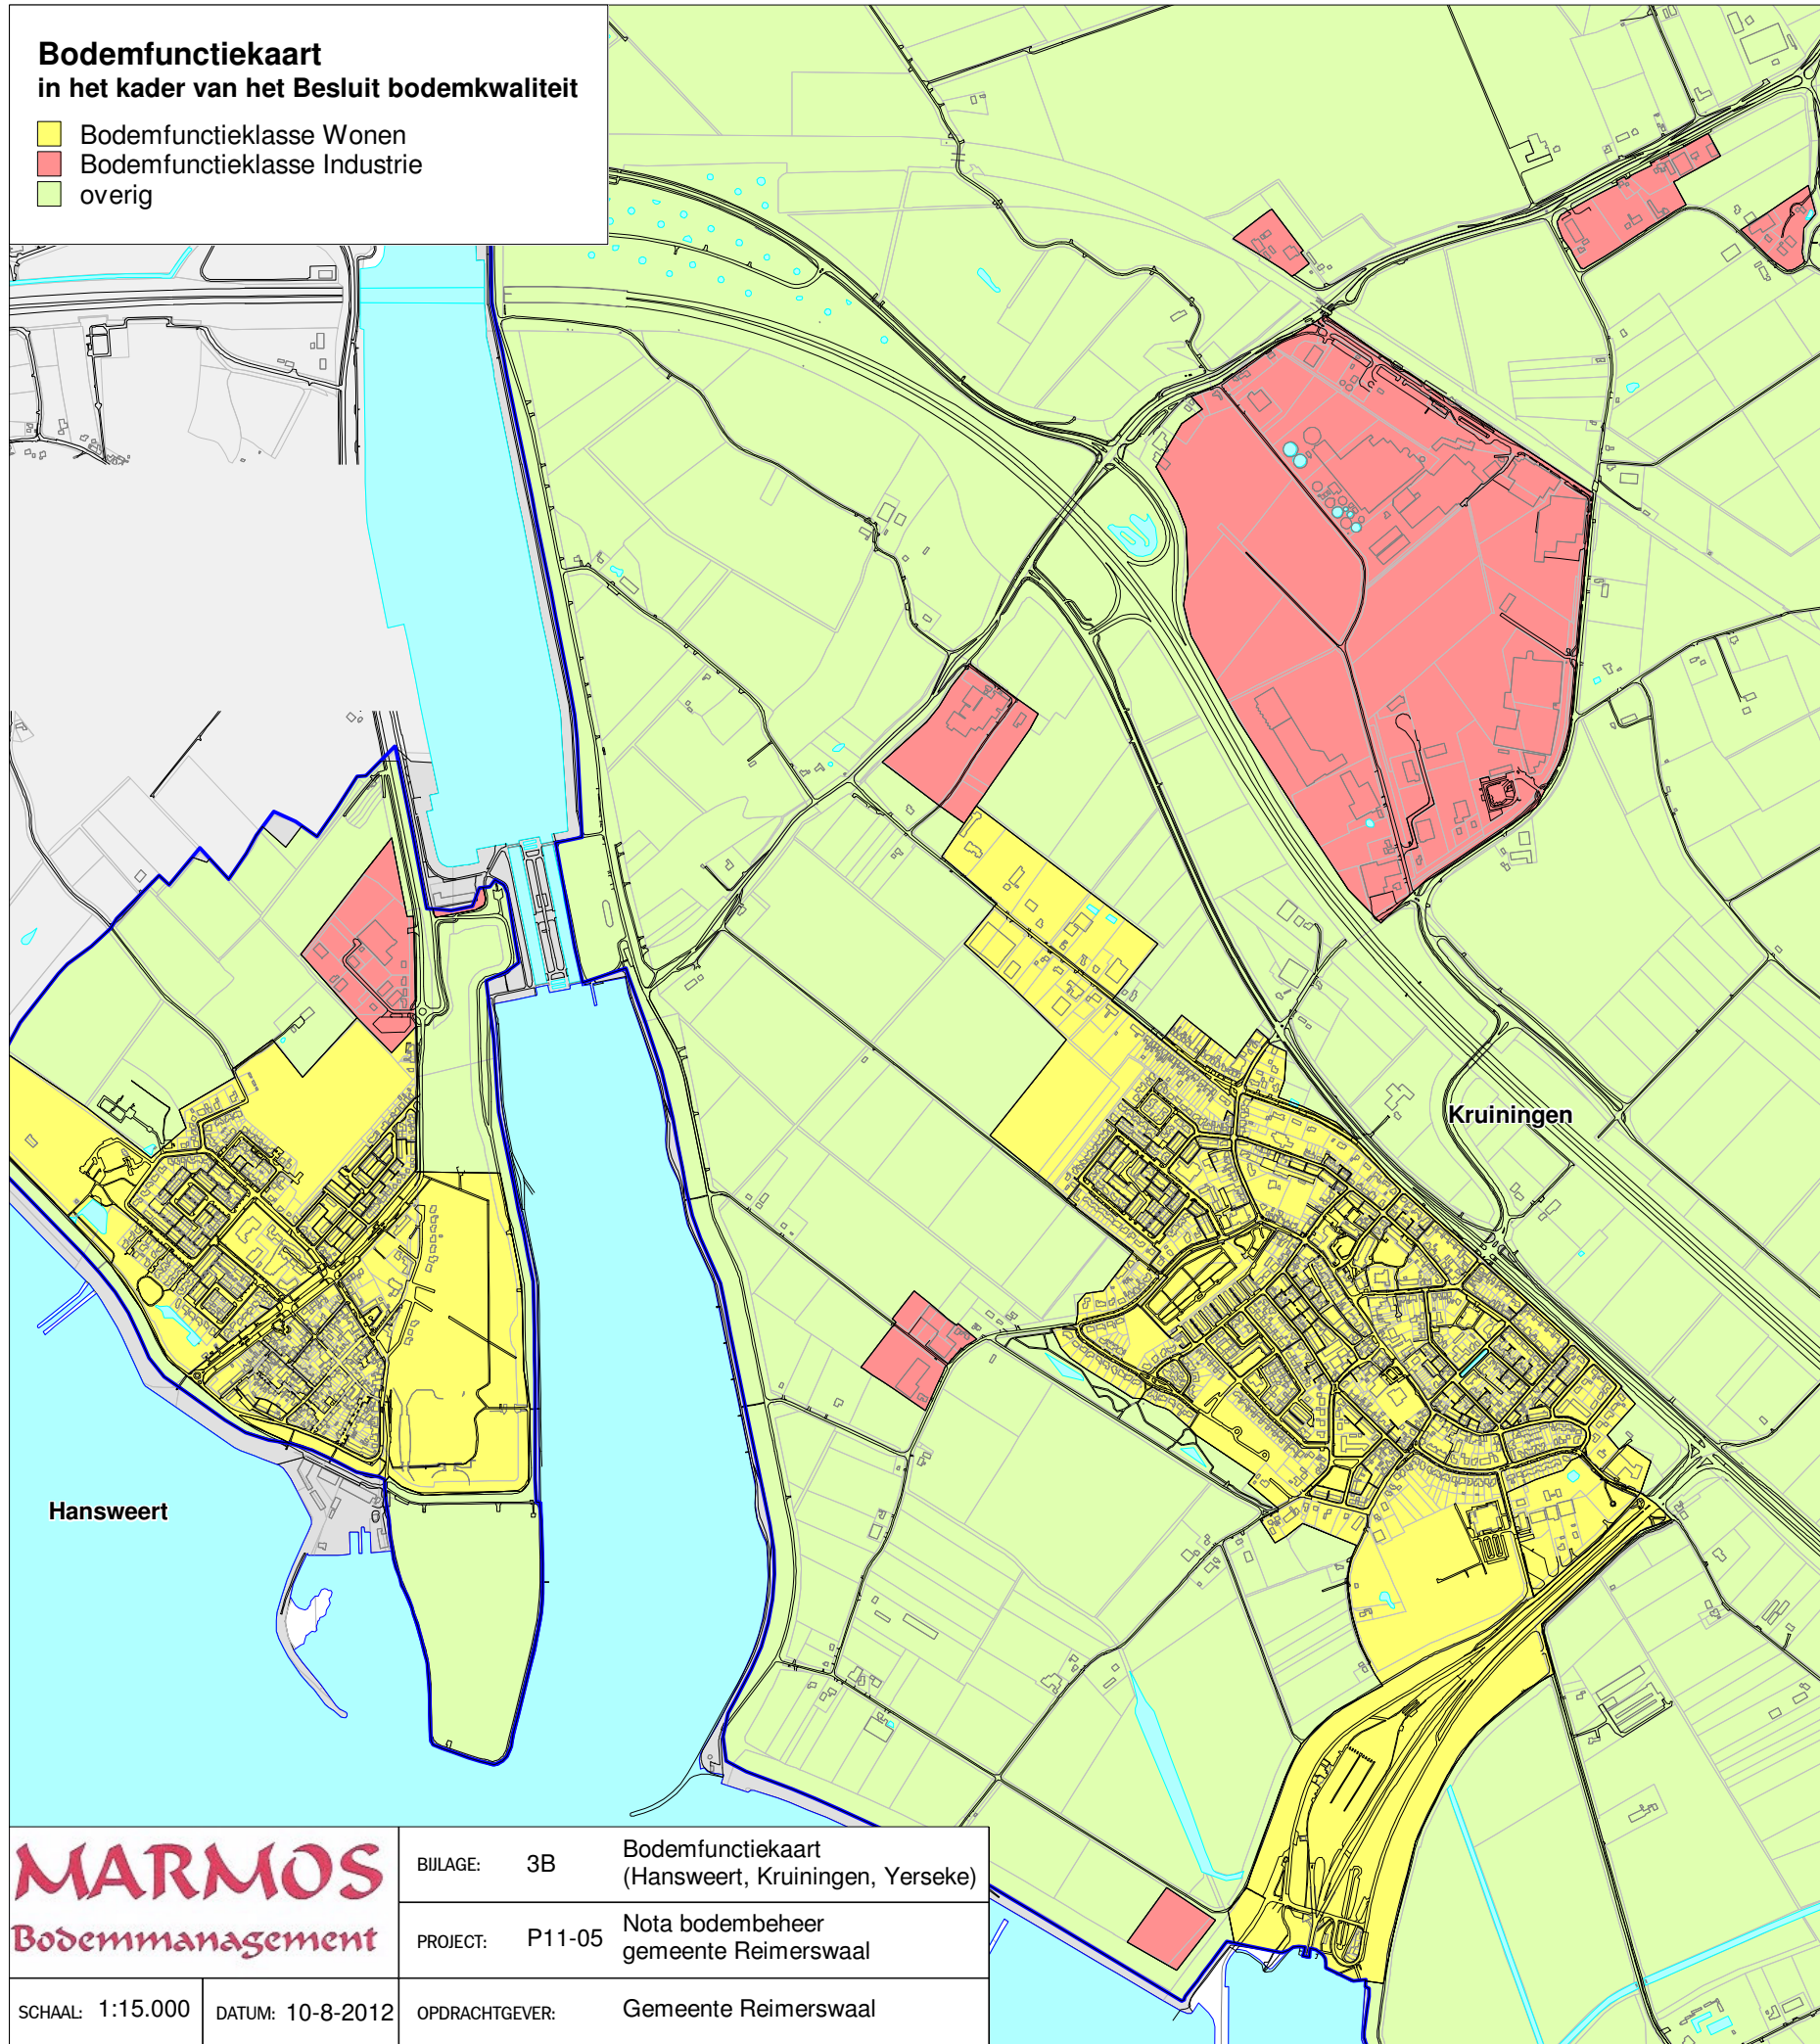 Bodemfunctiekaart
in het kader van het Besluit bodemkwaliteit
Bodemfunctieklasse Wonen
Bodemfunctieklasse Industrie
overig
Kruiningen
Hansweert
MARMOS
Bodemmanagement
BIJLAGE: 3B
Bodemfunctiekaart
(Hansweert, Kruiningen, Yerseke)
PROJECT: P11-05
Nota bodembeheer
gemeente Reimerswaal
SCHAAL: 1:15.000
DATUM: 10-8-2012
OPDRACHTGEVER: Gemeente Reimerswaal